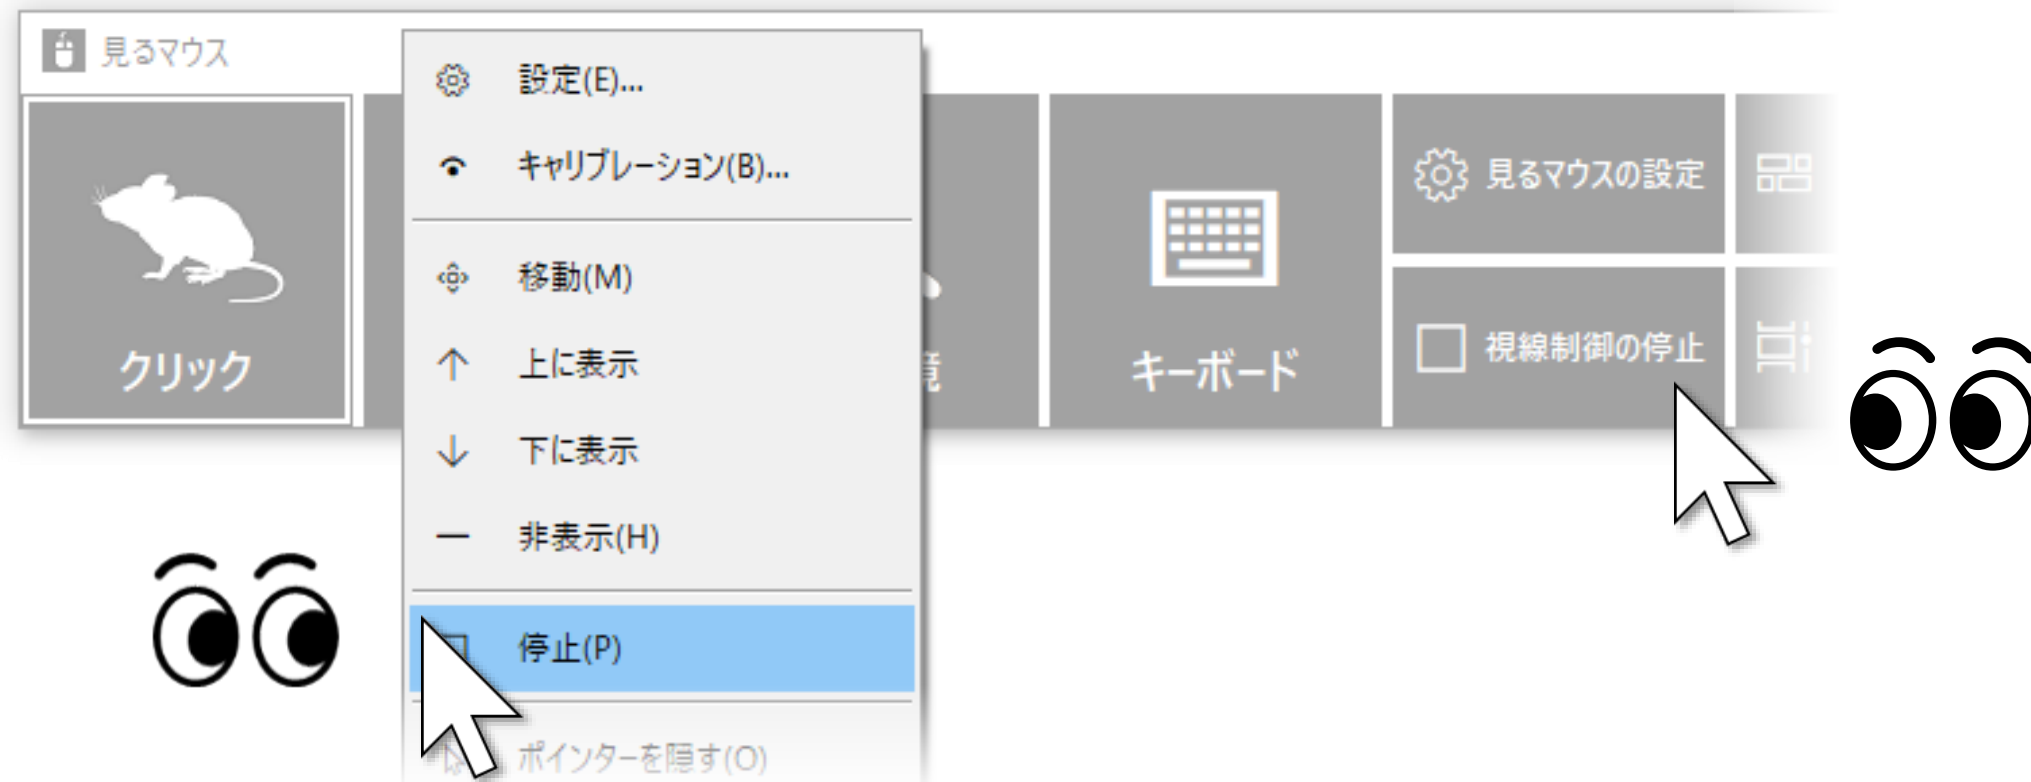 見るマウス
設定(E)...
キャリブレーション(B)...
移動(M)
上に表示
下に表示
非表示(H)
停止(P)
ポインターを隠す(O)
クリック
鏡
キーボード
見るマウスの設定
視線制御の停止